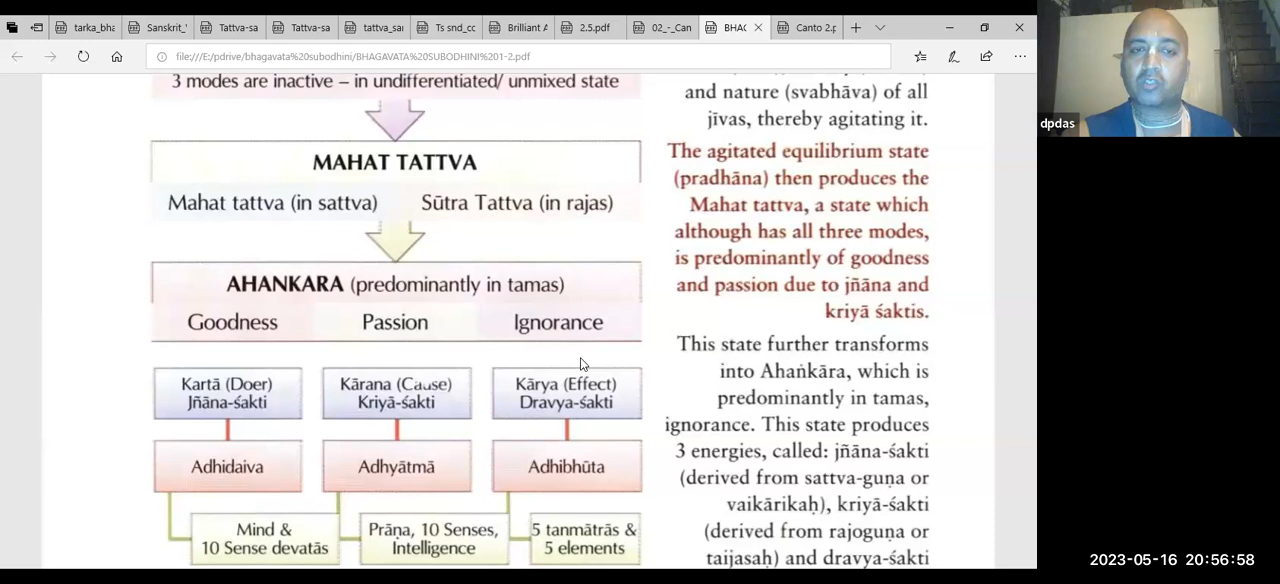 tarka_bha
Sanskrit_'
Tattva-sa
Tattva-sa
tattva_sa
Ts snd_cc
Brilliant A
2.5.pdf
02_-_Can
BHAG
Canto 2.p
file:///E:/pdrive/bhagavata%20subodhini/BHAGAVATA%20SUBODHINI%201-2.pdf
dpdas
3 modes are inactive – in undifferentiated/ unmixed state
MAHAT TATTVA
Mahat tattva (in sattva) Sūtra Tattva (in rajas)
AHANKARA (predominantly in tamas)
Goodness Passion Ignorance
Kartā (Doer)
Jñāna-śakti
Kārana (Cause)
Kriyā-śakti
Kārya (Effect)
Dravya-śakti
Adhidaiva
Adhyātmā
Adhibhūta
Mind &
10 Sense devatās
Prāṇa, 10 Senses,
Intelligence
5 tanmātrās &
5 elements
and nature (svabhāva) of all
jīvas, thereby agitating it.
The agitated equilibrium state
(pradhāna) then produces the
Mahat tattva, a state which
although has all three modes,
is predominantly of goodness
and passion due to jñāna and
kriyā śaktis.
This state further transforms
into Ahaṅkāra, which is
predominantly in tamas,
ignorance. This state produces
3 energies, called: jñāna-śakti
(derived from sattva-guṇa or
vaikārikaḥ), kriyā-śakti
(derived from rajoguṇa or
taijasaḥ) and dravya-śakti
2023-05-16 20:56:58